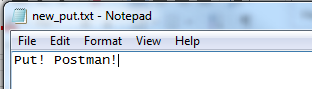 new_put.txt - Notepad
File Edit Format View Help
Put! Postman!